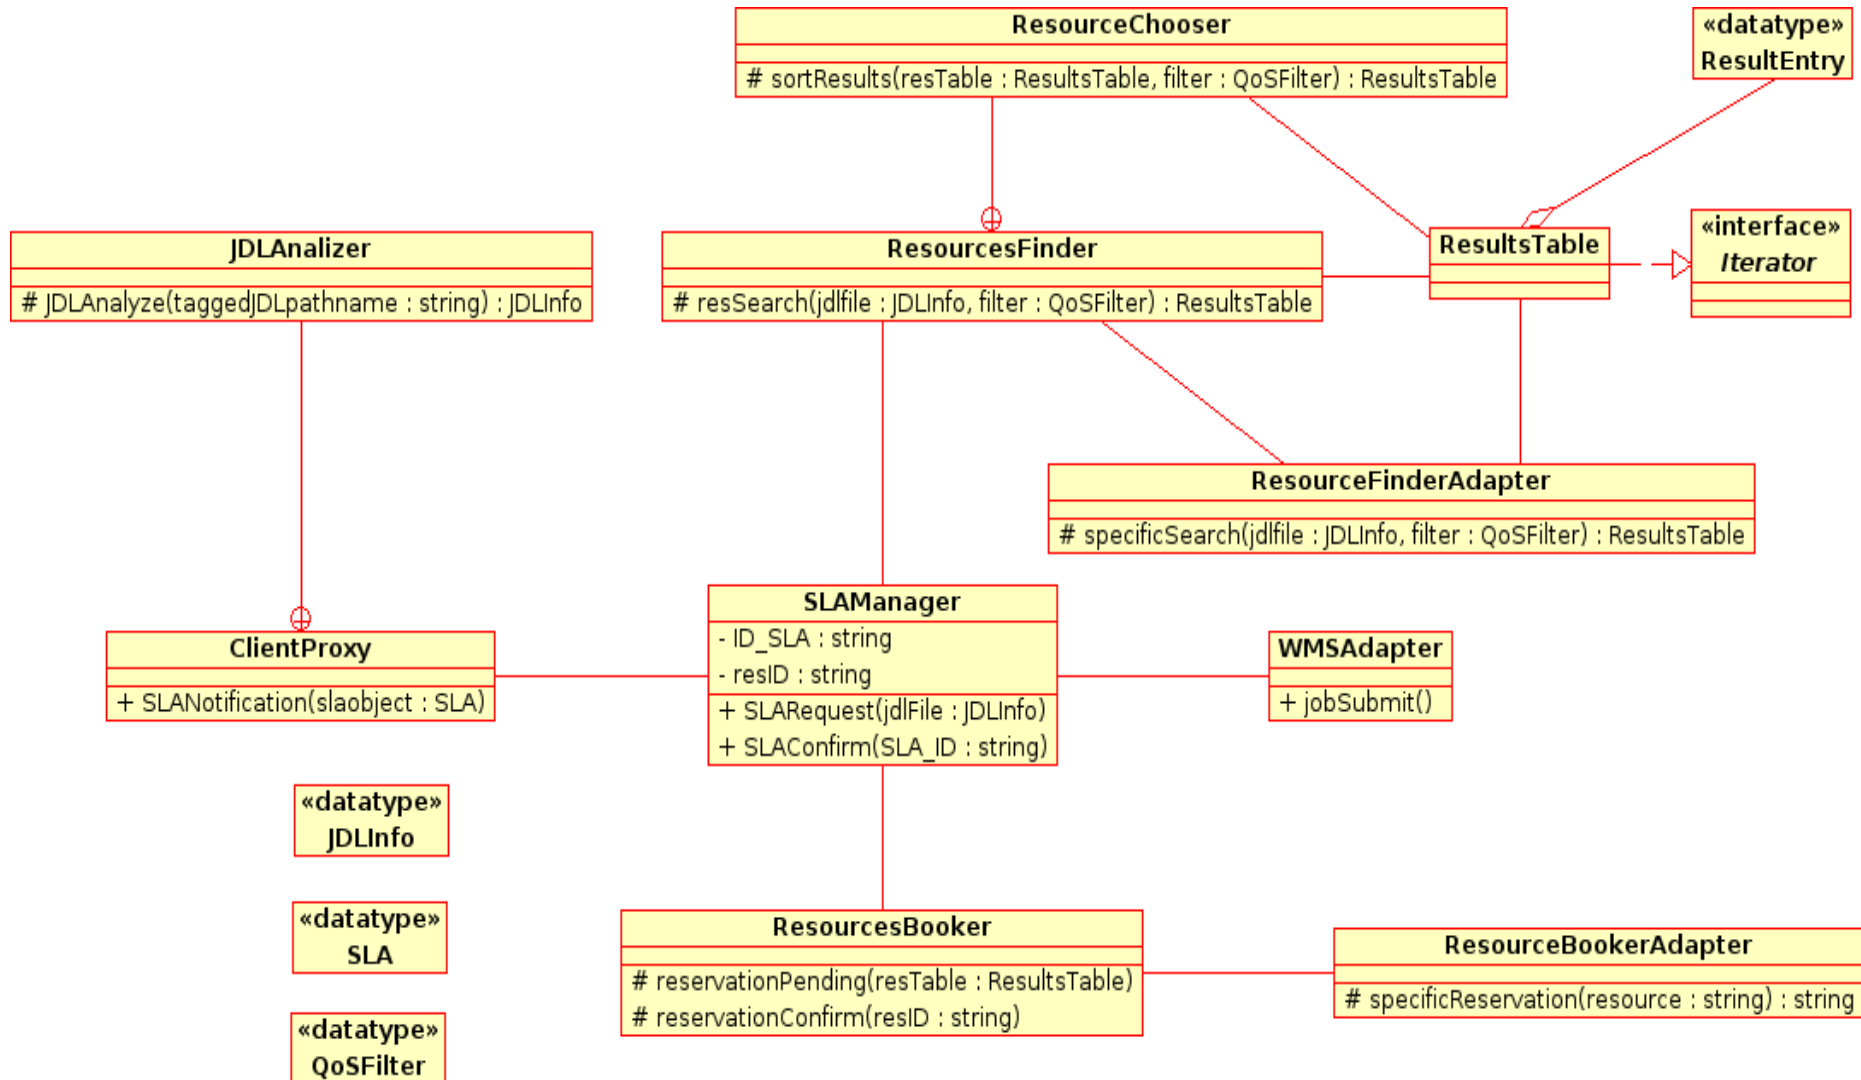 ResourceChooser
# sortResults(resTable : ResultsTable, filter : QoSFilter) : ResultsTable
«datatype»
ResultEntry
JDLAnalizer
# JDLAnalyze(taggedJDLpathname : string) : JDLInfo
ResourcesFinder
# resSearch(jdlfile : JDLInfo, filter : QoSFilter) : ResultsTable
ResultsTable
«interface»
Iterator
ResourceFinderAdapter
# specificSearch(jdlfile : JDLInfo, filter : QoSFilter) : ResultsTable
ClientProxy
+ SLANotification(slaobject : SLA)
SLAManager
- ID_SLA : string
- resID : string
+ SLARequest(jdlFile : JDLInfo)
+ SLAConfirm(SLA_ID : string)
WMSAdapter
+ jobSubmit()
«datatype»
JDLInfo
«datatype»
SLA
«datatype»
QoSFilter
ResourcesBooker
# reservationPending(resTable : ResultsTable)
# reservationConfirm(resID : string)
ResourceBookerAdapter
# specificReservation(resource : string) : string